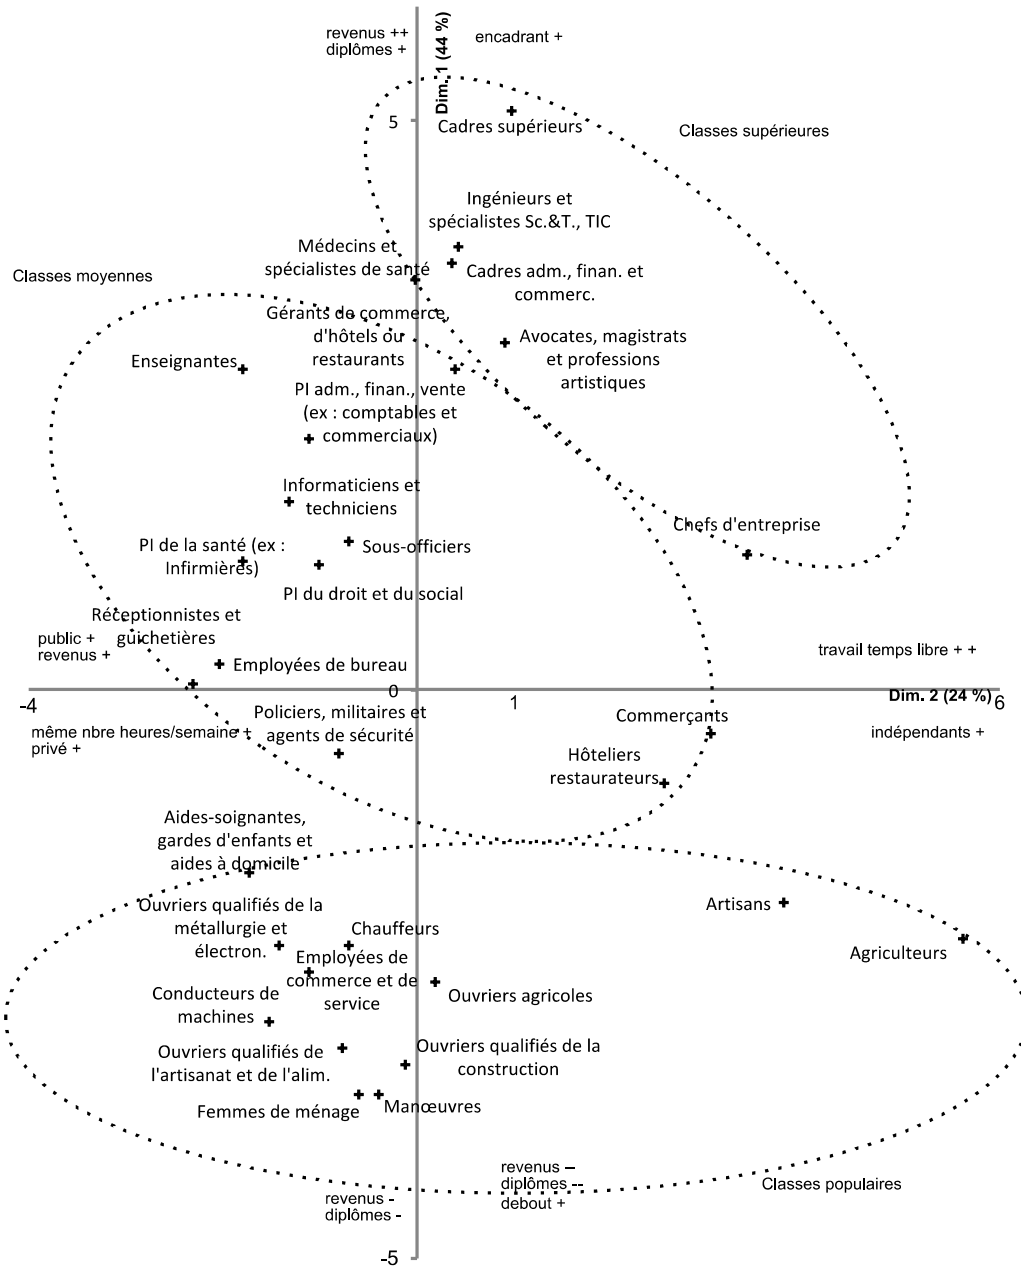 revenus ++
diplômes +
Dim. 1 (44 %)
encadrant +
5
Cadres supérieurs
Classes supérieures
Ingénieurs et
spécialistes Sc.&T., TIC
Médecins et
spécialistes de santé
Cadres adm., finan. et
commerc.
Classes moyennes
Gérants de commerce,
d'hôtels ou
restaurants
Avocates, magistrats
et professions
artistiques
Enseignantes
PI adm., finan., vente
(ex : comptables et
commerciaux)
Informaticiens et
techniciens
Chefs d'entreprise
PI de la santé (ex :
Infirmières)
Sous-officiers
PI du droit et du social
Réceptionnistes et
guichetières
public +
revenus +
Employées de bureau
travail temps libre + +
-4
0
1
Dim. 2 (24 %)
6
Policiers, militaires et
agents de sécurité
Commerçants
même nbre heures/semaine +
privé +
indépendants +
Hôteliers
restaurateurs
Aides-soignantes,
gardes d'enfants et
aides à domicile
Ouvriers qualifiés de la
métallurgie et
électron.
Chauffeurs
Artisans
Agriculteurs
Employées de
commerce et de
service
Ouvriers agricoles
Conducteurs de
machines
Ouvriers qualifiés de
l'artisanat et de l'alim.
Ouvriers qualifiés de la
construction
Femmes de ménage
Manœuvres
revenus –
diplômes --
debout +
Classes populaires
revenus -
diplômes -
-5